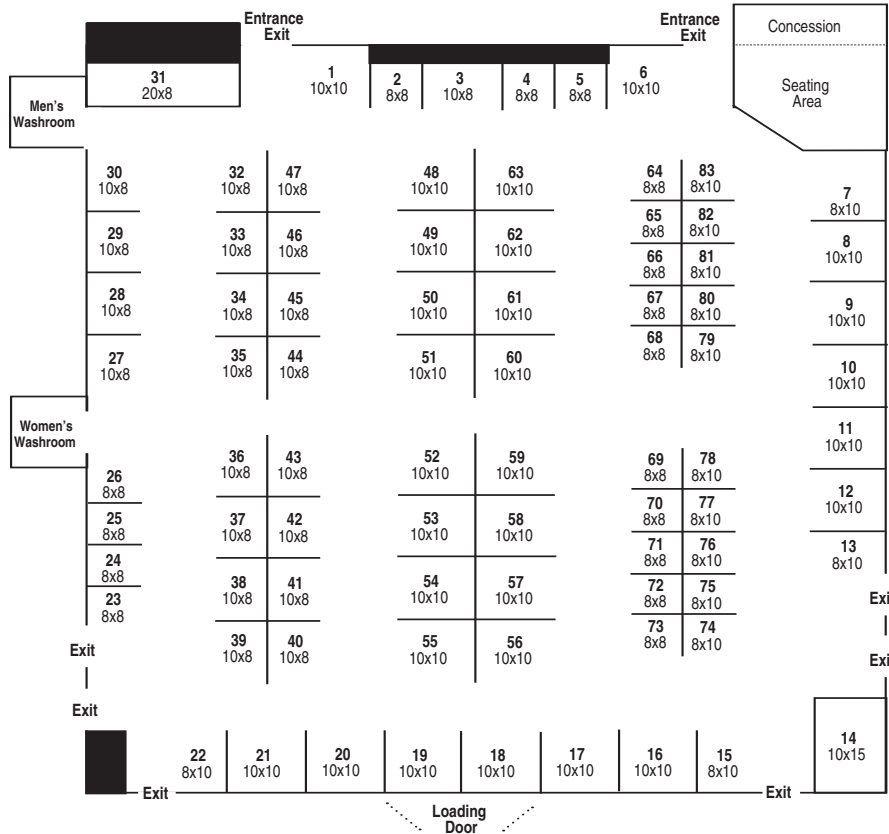 Entrance
Exit
Entrance
Exit
Concession
Seating
Area
31
20x8
1
10x10
2
8x8
3
10x8
4
8x8
5
8x8
6
10x10
Men's
Washroom
30
10x8
32
10x8
47
10x8
48
10x10
63
10x10
64
8x8
83
8x10
7
8x10
29
10x8
33
10x8
46
10x8
49
10x10
62
10x10
65
8x8
82
8x10
8
10x10
66
8x8
81
8x10
28
10x8
34
10x8
45
10x8
50
10x10
61
10x10
67
8x8
80
8x10
9
10x10
27
10x8
35
10x8
44
10x8
51
10x10
60
10x10
68
8x8
79
8x10
10
10x10
Women's
Washroom
11
10x10
26
8x8
36
10x8
43
10x8
52
10x10
59
10x10
69
8x8
78
8x10
12
10x10
25
8x8
37
10x8
42
10x8
53
10x10
58
10x10
70
8x8
77
8x10
71
8x8
76
8x10
13
8x10
24
8x8
38
10x8
41
10x8
54
10x10
57
10x10
72
8x8
75
8x10
23
8x8
Exi
39
10x8
40
10x8
55
10x10
56
10x10
73
8x8
74
8x10
Exit
Exi
Exit
22
8x10
21
10x10
20
10x10
19
10x10
18
10x10
17
10x10
16
10x10
15
8x10
14
10x15
Exit
Exit
Loading
Door